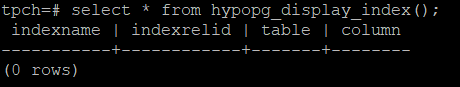 tpch=# select * from hypopg_display_index();
 indexname | indexrelid | table | column
-----------+------------+-------+--------
(0 rows)